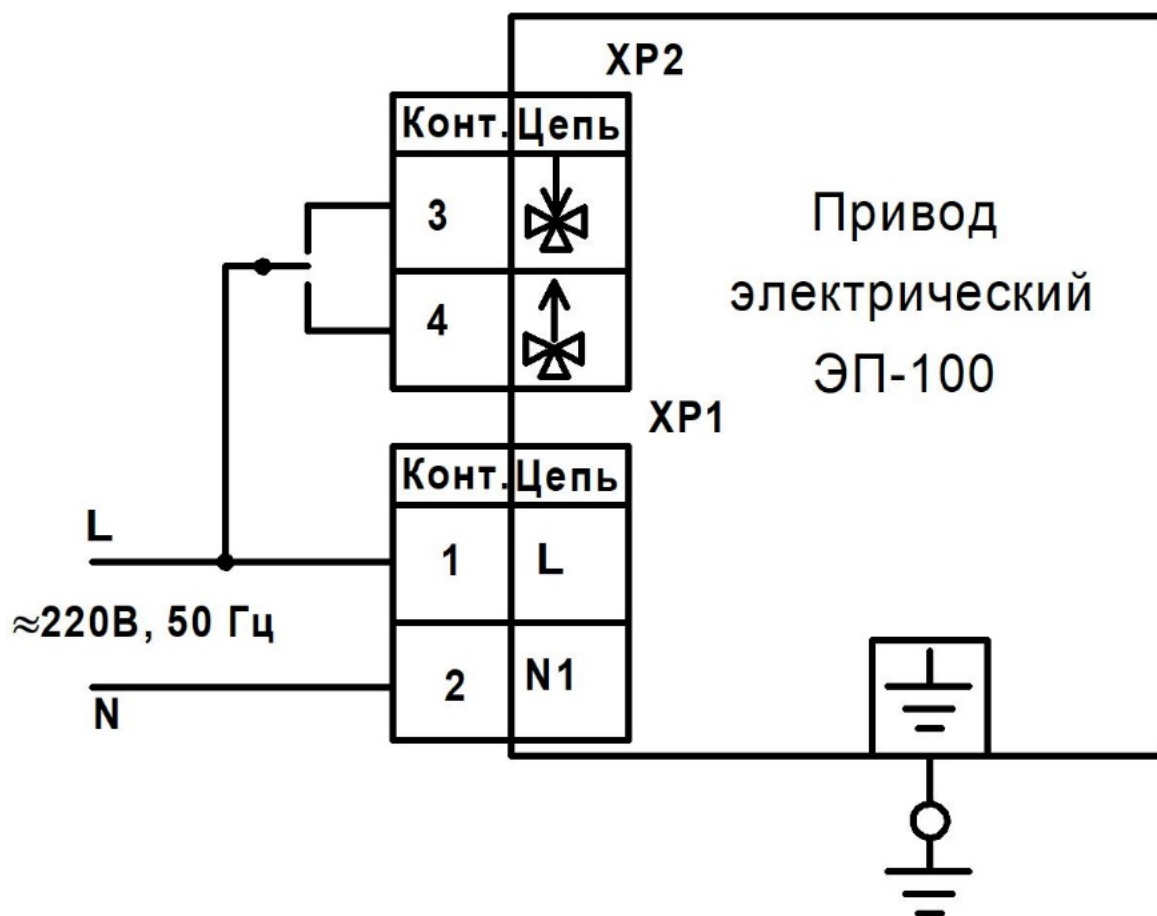 XP2
Конт. Цепь
3
4
Привод
электрический
ЭП-100
XP1
Конт. Цепь
L
1 L
≈220В, 50 Гц
2 N1
N